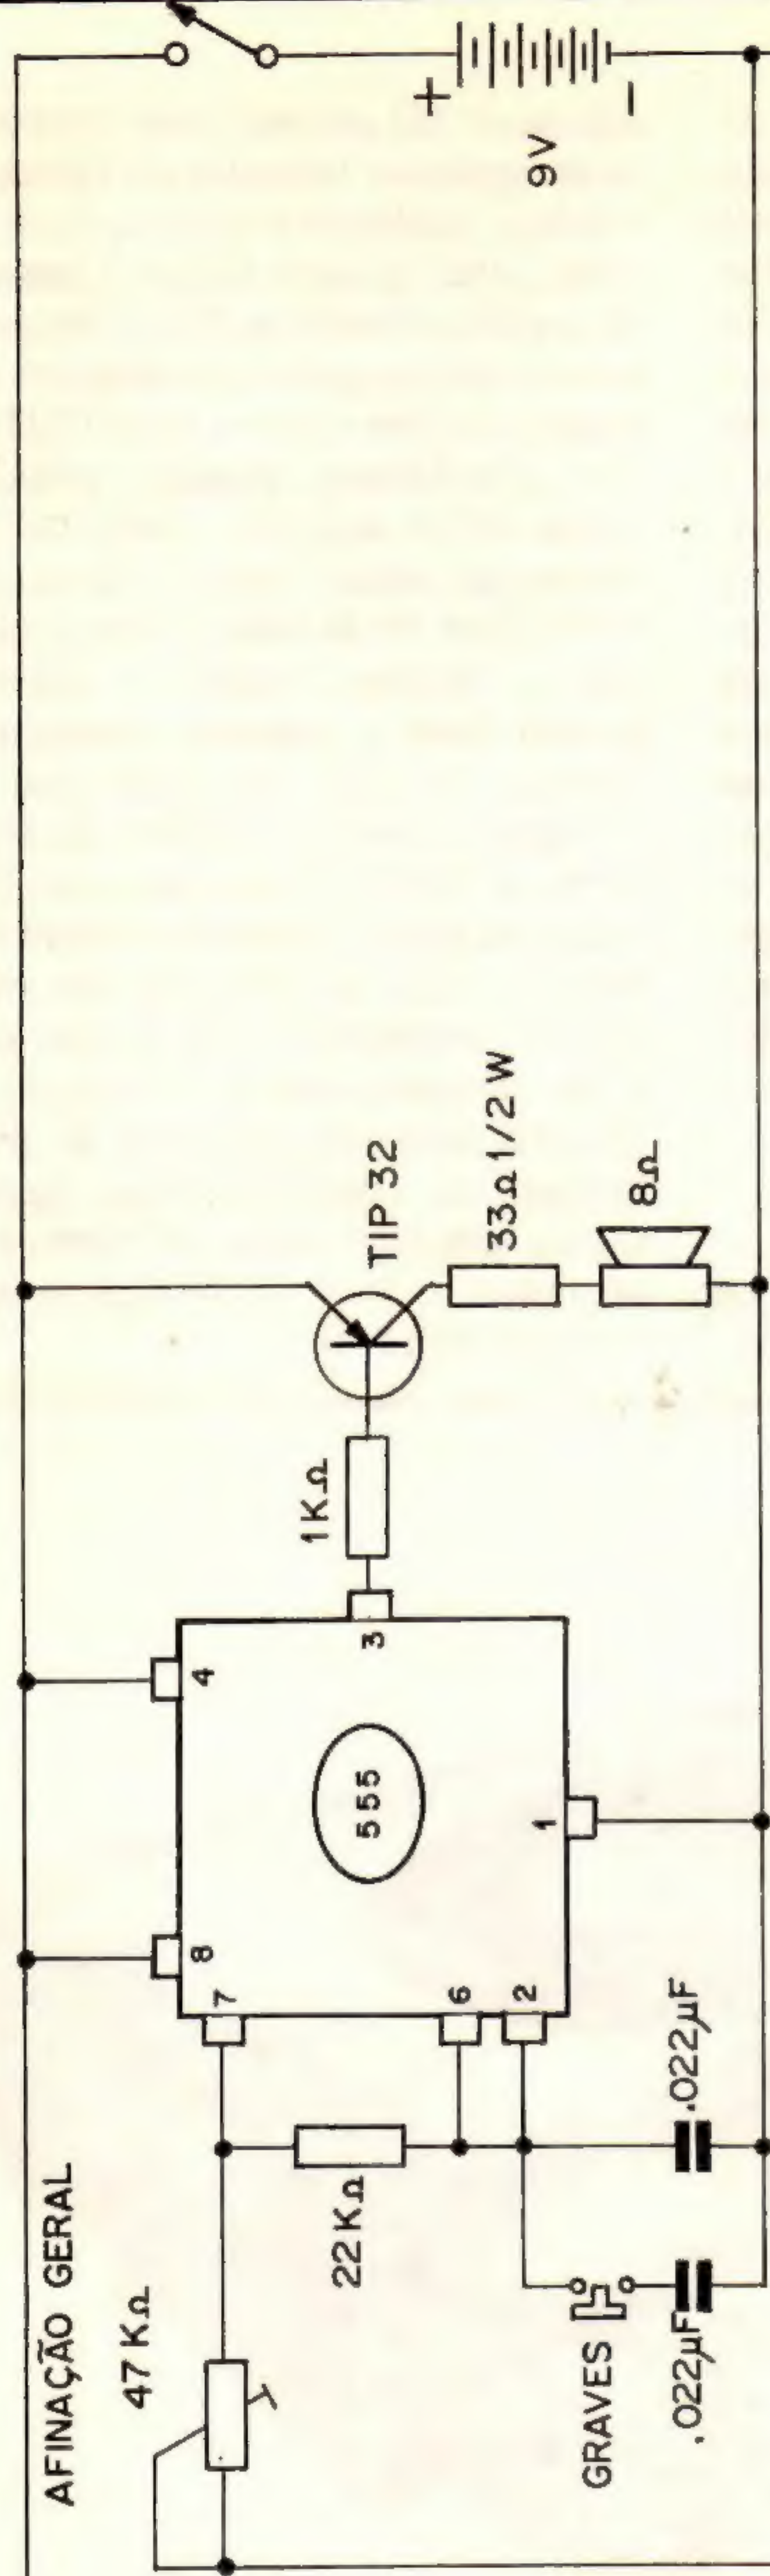 AFINAÇÃO GERAL
47 KΩ
22 KΩ
GRAVES
.022µF
.022µF
8
4
7
6
2
1
3
555
1KΩ
TIP 32
33Ω 1/2 W
8Ω
+
9V
-